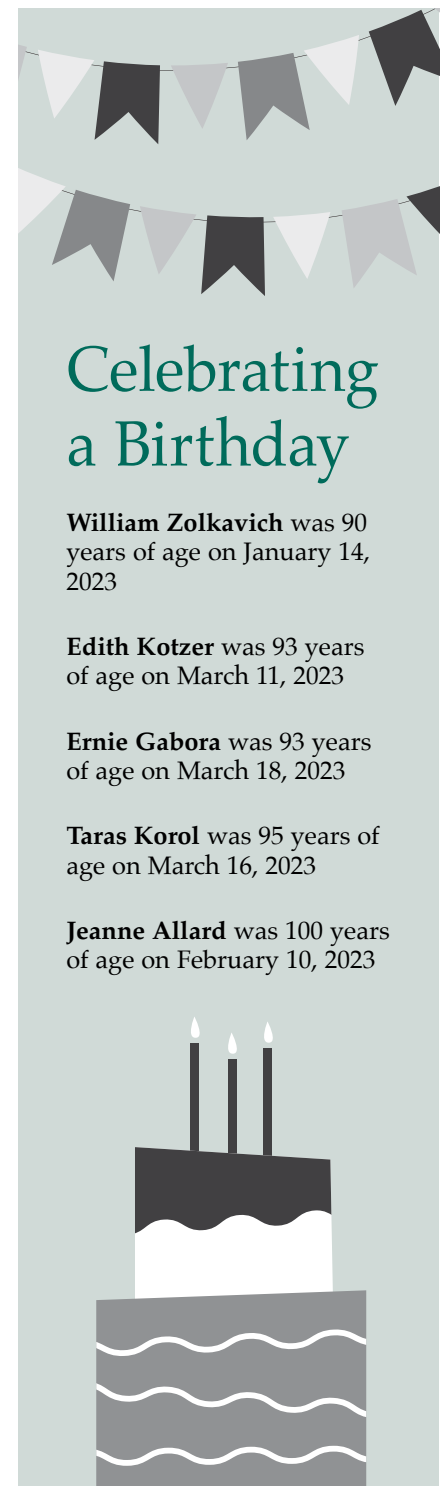 Celebrating
a Birthday
William Zolkavich was 90
years of age on January 14,
2023
Edith Kotzer was 93 years
of age on March 11, 2023
Ernie Gabora was 93 years
of age on March 18, 2023
Taras Korol was 95 years of
age on March 16, 2023
Jeanne Allard was 100 years
of age on February 10, 2023